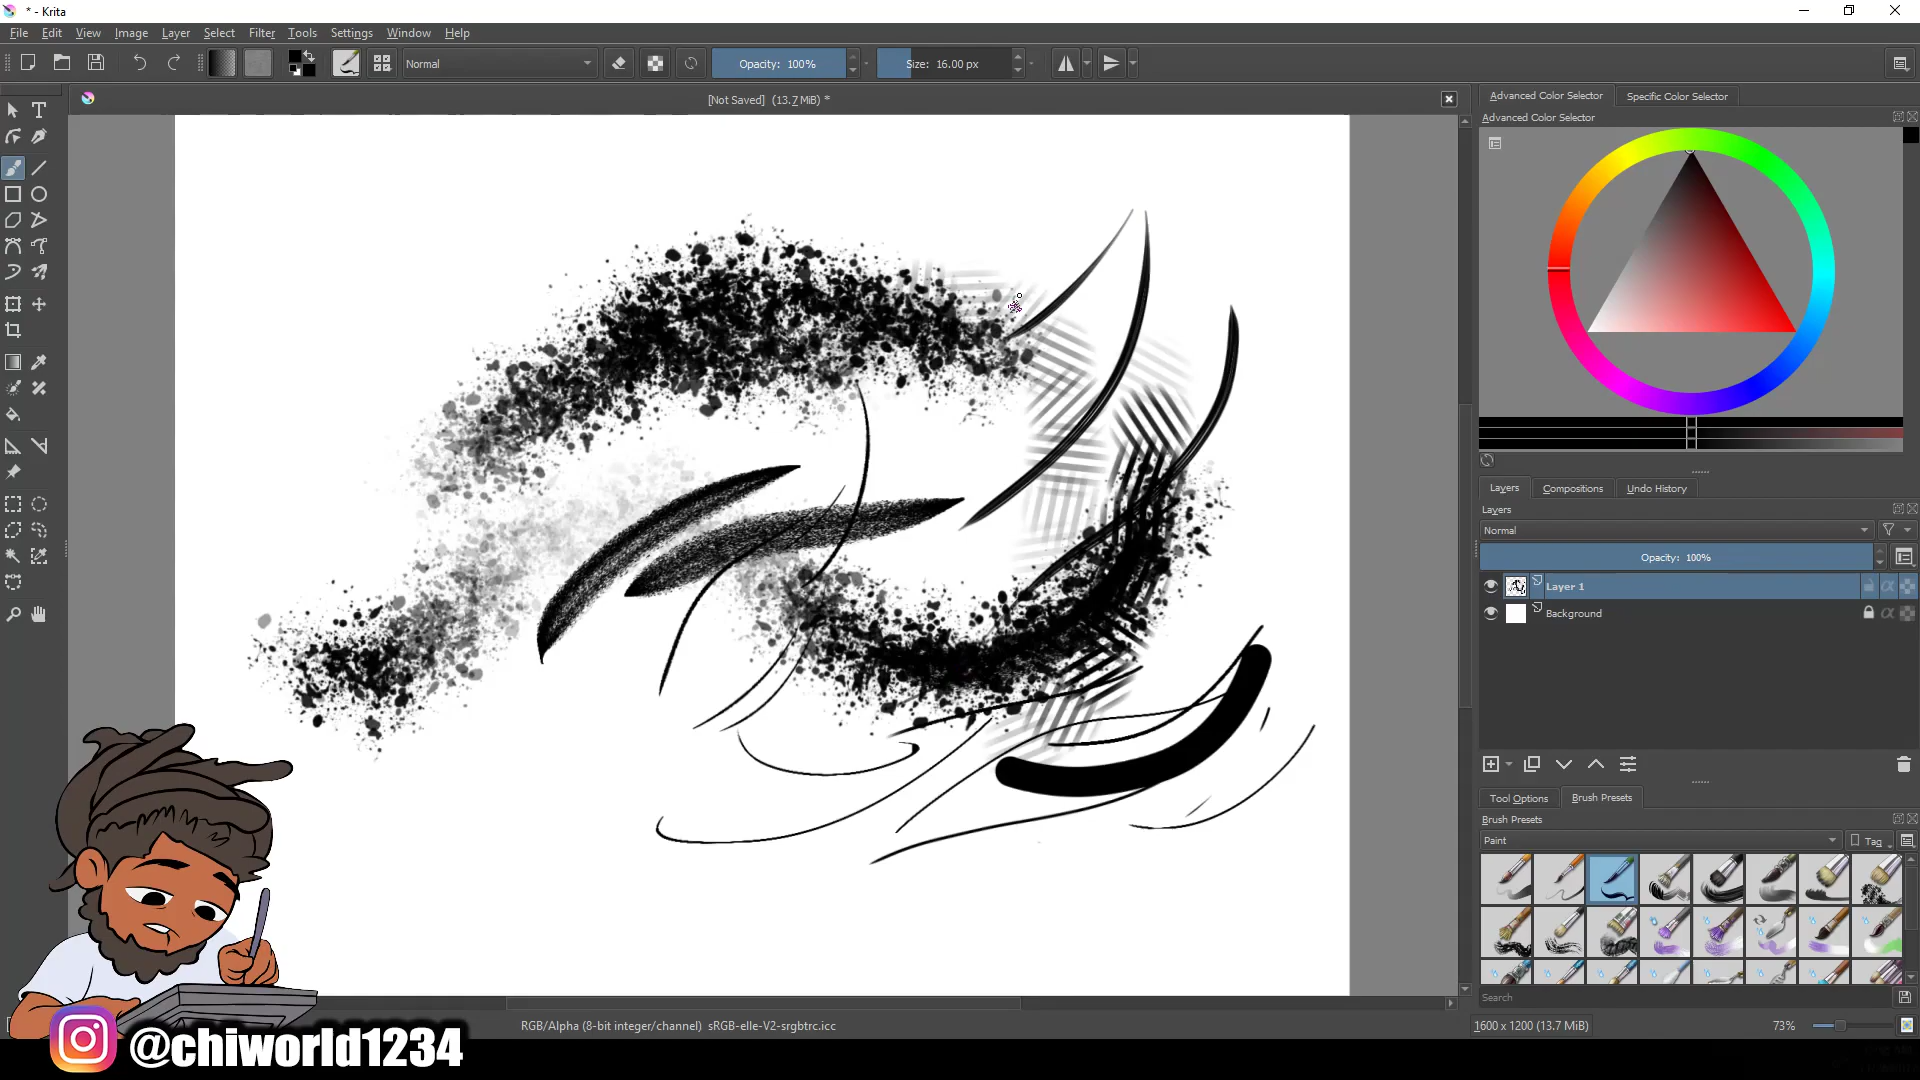 * - Krita
File Edit View Image Layer Select Filter Tools Settings Window Help
Normal
Opacity: 100%
Size: 16.00 px
[Not Saved] (13.7 MiB) *
Advanced Color Selector
Specific Color Selector
Advanced Color Selector
Layers
Compositions
Undo History
Layers
Normal
Opacity: 100%
Layer 1
Background
Tool Options
Brush Presets
Brush Presets
Paint
Tag
Search
RGB/Alpha (8-bit integer/channel) sRGB-elle-V2-srgbtrc.icc
1600 x 1200 (13.7 MiB)
73%
@chiworld1234